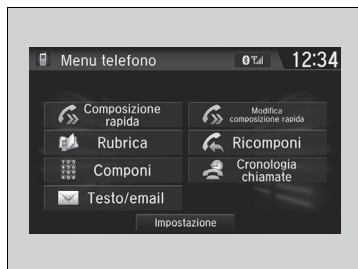 Menu telefono
12:34
Composizione
rapida
Modifica
composizione rapida
Rubrica
Ricomponi
Componi
Cronologia
chiamate
Testo/email
Impostazione